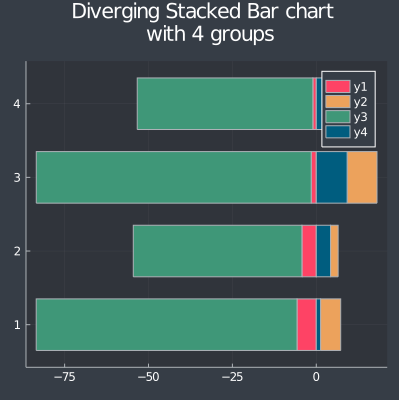 Diverging Stacked Bar chart
with 4 groups
y1
y2
y3
y4
4
3
2
1
−75
−50
−25
0